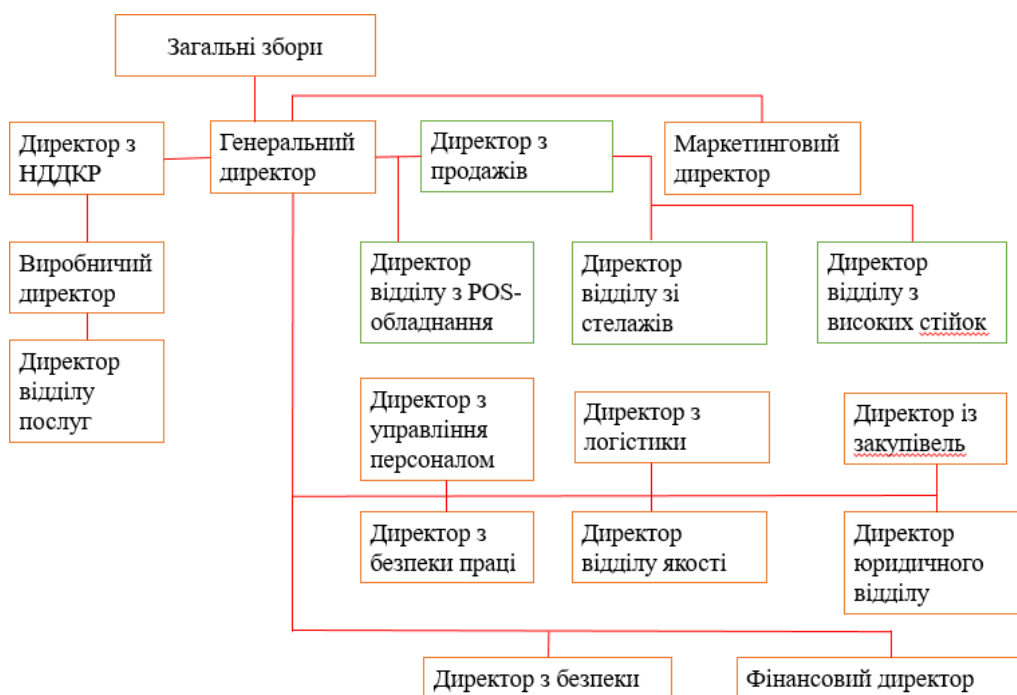 Загальні збори
Директор з
НДДКР
Генеральний
директор
Директор з
продажів
Маркетинговий
директор
Виробничий
директор
Директор
відділу з POS-
обладнання
Директор
відділу зі
стелажів
Директор
відділу з
високих стійок
Директор
відділу
послуг
Директор з
управління
персоналом
Директор з
логістики
Директор із
закупівель
Директор з
безпеки праці
Директор
відділу якості
Директор
юридичного
відділу
Директор з безпеки
Фінансовий директор